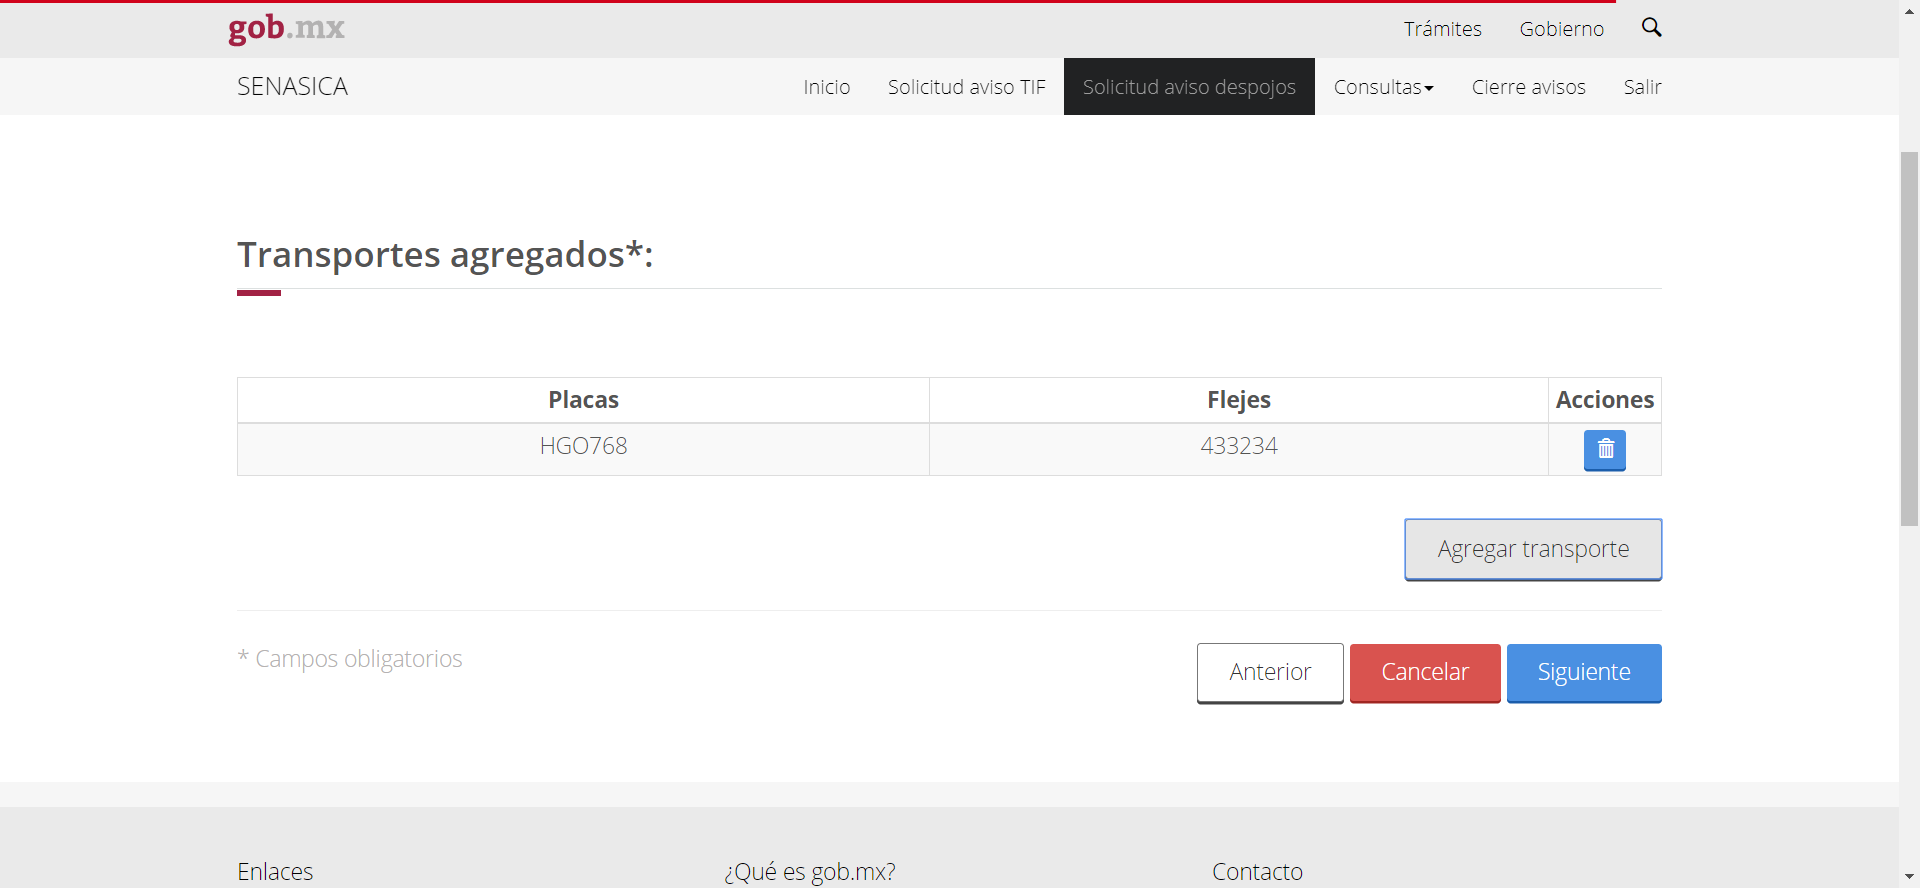 gob.mx
Trámites Gobierno
SENASICA Inicio Solicitud aviso TIF Solicitud aviso despojos Consultas Cierre avisos Salir
Transportes agregados*:
Placas Flejes Acciones
HGO768 433234
Agregar transporte
* Campos obligatorios Anterior Cancelar Siguiente
Enlaces ¿Qué es gob.mx? Contacto